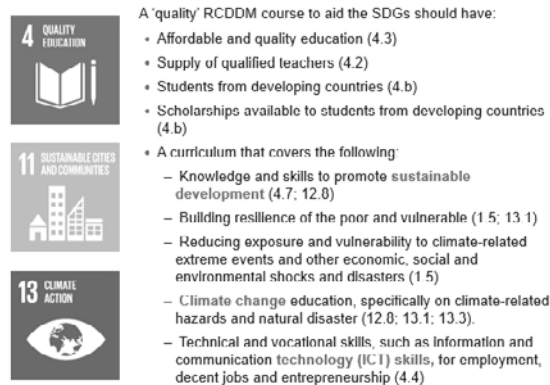 4 QUALITY
EDUCATION
11 SUSTAINABLE CITIES
AND COMMUNITIES
13 CLIMATE
ACTION
A 'quality' RCDDM course to aid the SDGs should have:
• Affordable and quality education (4.3)
• Supply of qualified teachers (4.2)
• Students from developing countries (4.b)
• Scholarships available to students from developing countries
(4.b)
• A curriculum that covers the following:
– Knowledge and skills to promote sustainable
development (4.7; 12.8)
– Building resilience of the poor and vulnerable (1.5; 13.1)
– Reducing exposure and vulnerability to climate-related
extreme events and other economic, social and
environmental shocks and disasters (1.5)
– Climate change education, specifically on climate-related
hazards and natural disaster (12.8; 13.1; 13.3).
– Technical and vocational skills, such as information and
communication technology (ICT) skills, for employment,
decent jobs and entrepreneurship (4.4)